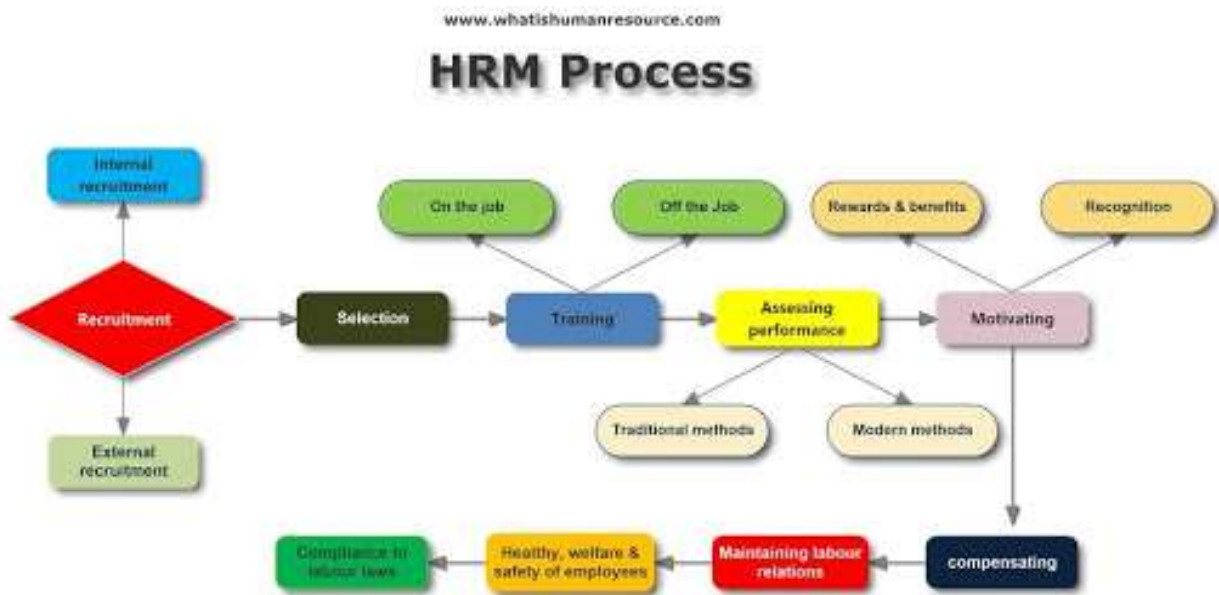 www.whatishumanresource.com
HRM Process
Internal
recruitment
On the job
Off the Job
Rewards & benefits
Recognition
Recruitment
Selection
Training
Assessing
performance
Motivating
Traditional methods
Modern methods
External
recruitment
Compliance to
labour laws
Healthy, welfare &
safety of employees
Maintaining labour
relations
compensating